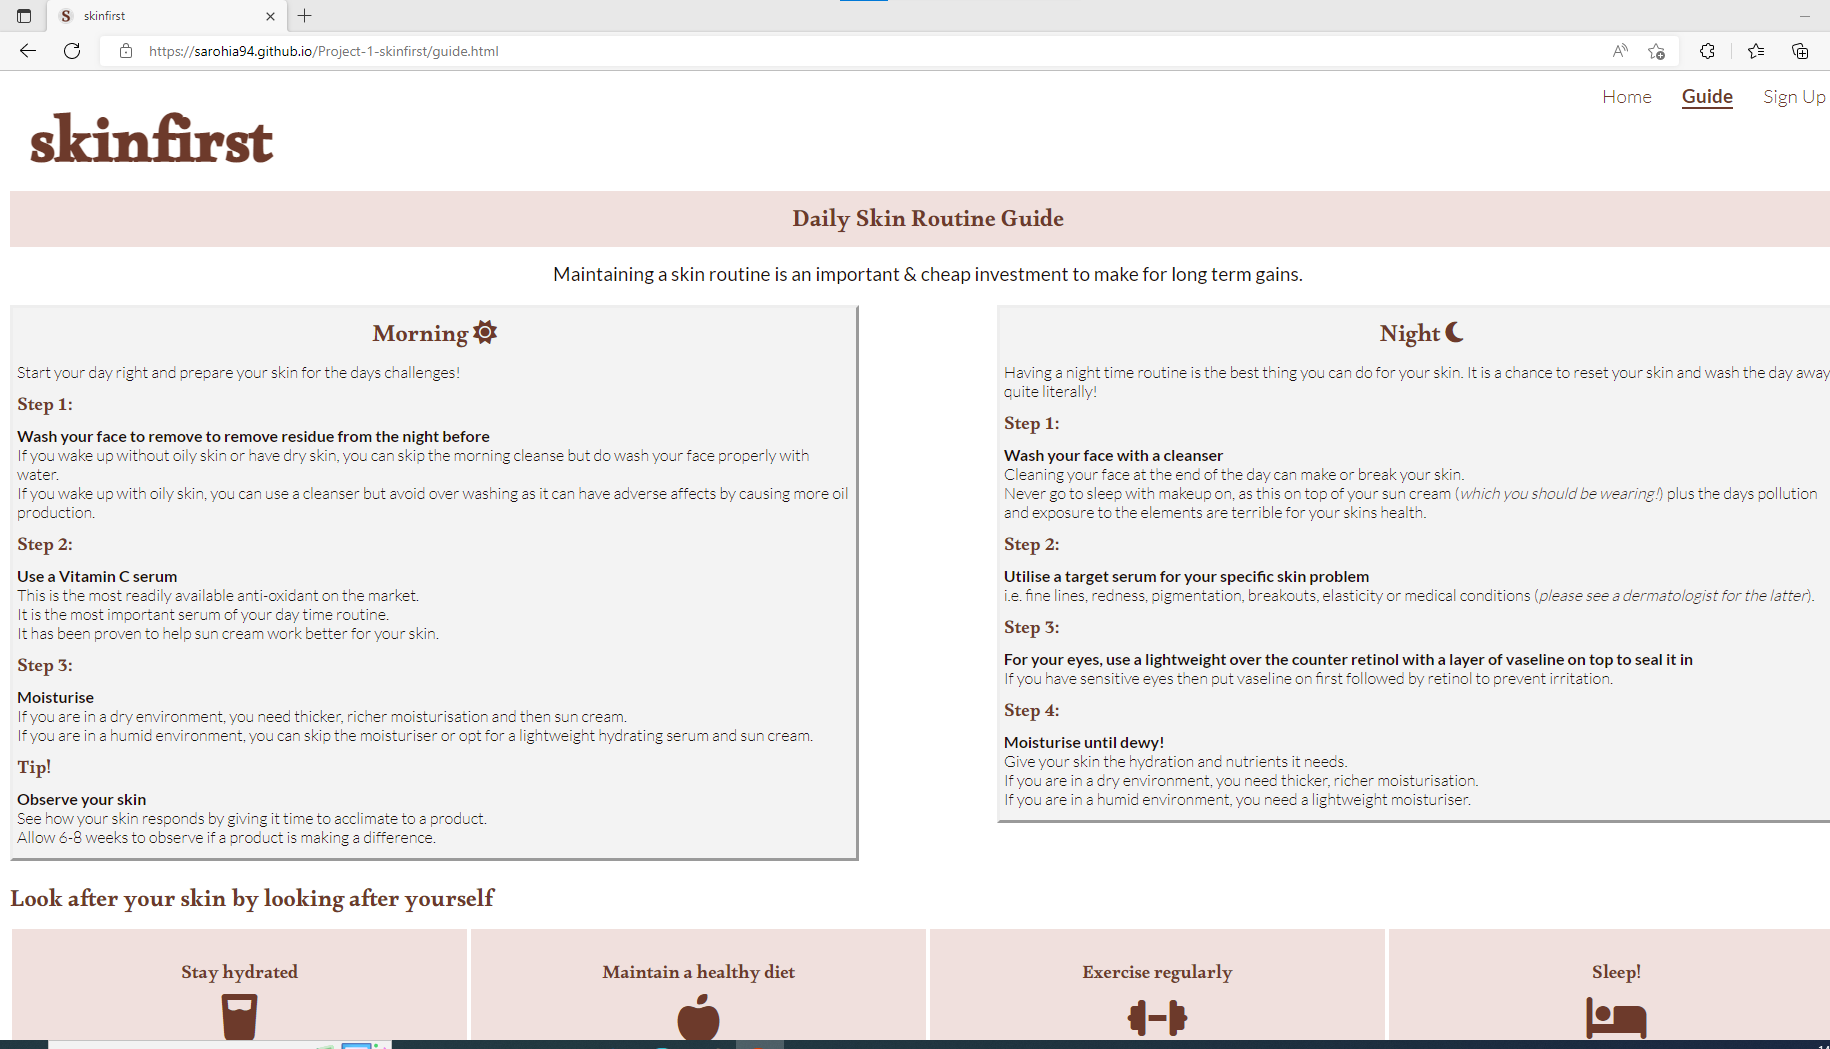 skinfirst
https://sarohia94.github.io/Project-1-skinfirst/guide.html
Home Guide Sign Up
skinfirst
Daily Skin Routine Guide
Maintaining a skin routine is an important & cheap investment to make for long term gains.
Morning
Start your day right and prepare your skin for the days challenges!
Step 1:
Wash your face to remove to remove residue from the night before
If you wake up without oily skin or have dry skin, you can skip the morning cleanse but do wash your face properly with
water.
If you wake up with oily skin, you can use a cleanser but avoid over washing as it can have adverse affects by causing more oil
production.
Step 2:
Use a Vitamin C serum
This is the most readily available anti-oxidant on the market.
It is the most important serum of your day time routine.
It has been proven to help sun cream work better for your skin.
Step 3:
Moisturise
If you are in a dry environment, you need thicker, richer moisturisation and then sun cream.
If you are in a humid environment, you can skip the moisturiser or opt for a lightweight hydrating serum and sun cream.
Tip!
Observe your skin
See how your skin responds by giving it time to acclimate to a product.
Allow 6-8 weeks to observe if a product is making a difference.
Night
Having a night time routine is the best thing you can do for your skin. It is a chance to reset your skin and wash the day away
quite literally!
Step 1:
Wash your face with a cleanser
Cleaning your face at the end of the day can make or break your skin.
Never go to sleep with makeup on, as this on top of your sun cream (which you should be wearing!) plus the days pollution
and exposure to the elements are terrible for your skins health.
Step 2:
Utilise a target serum for your specific skin problem
i.e. fine lines, redness, pigmentation, breakouts, elasticity or medical conditions (please see a dermatologist for the latter).
Step 3:
For your eyes, use a lightweight over the counter retinol with a layer of vaseline on top to seal it in
If you have sensitive eyes then put vaseline on first followed by retinol to prevent irritation.
Step 4:
Moisturise until dewy!
Give your skin the hydration and nutrients it needs.
If you are in a dry environment, you need thicker, richer moisturisation.
If you are in a humid environment, you need a lightweight moisturiser.
Look after your skin by looking after yourself
Stay hydrated
Maintain a healthy diet
Exercise regularly
Sleep!